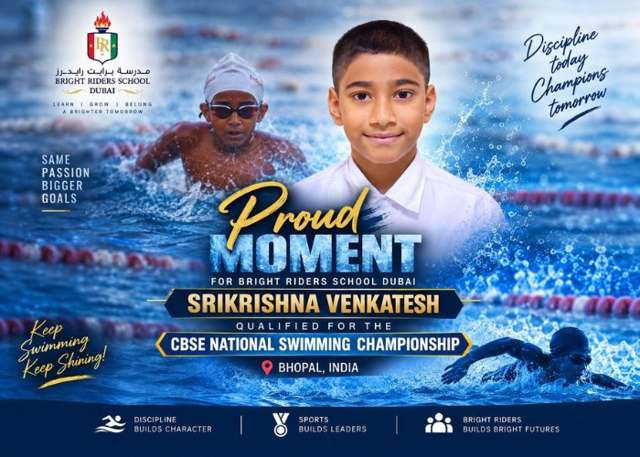 مدرسة برايت رايدرز
BRIGHT RIDERS SCHOOL
DUBAI
LEARN | GROW | BELONG
A BRIGHTER TOMORROW
Discipline
today
Champions
tomorrow
SAME
PASSION
BIGGER
GOALS
Proud
MOMENT
FOR BRIGHT RIDERS SCHOOL DUBAI
SRIKRISHNA VENKATESH
QUALIFIED FOR THE
CBSE NATIONAL SWIMMING CHAMPIONSHIP
BHOPAL, INDIA
Keep
Swimming
Keep Shining!
DISCIPLINE
BUILDS CHARACTER
SPORTS
BUILDS LEADERS
BRIGHT RIDERS
BUILDS BRIGHT FUTURES